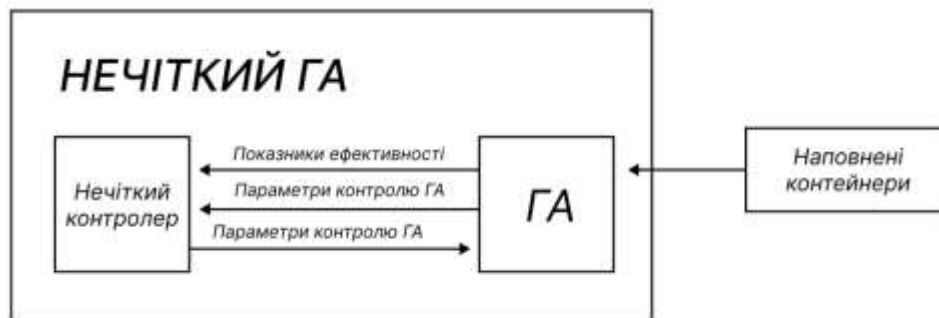 НЕЧІТКИЙ ГА
Показники ефективності
Параметри контролю ГА
Параметри контролю ГА
Нечіткий
контролер
ГА
Наповнені
контейнери